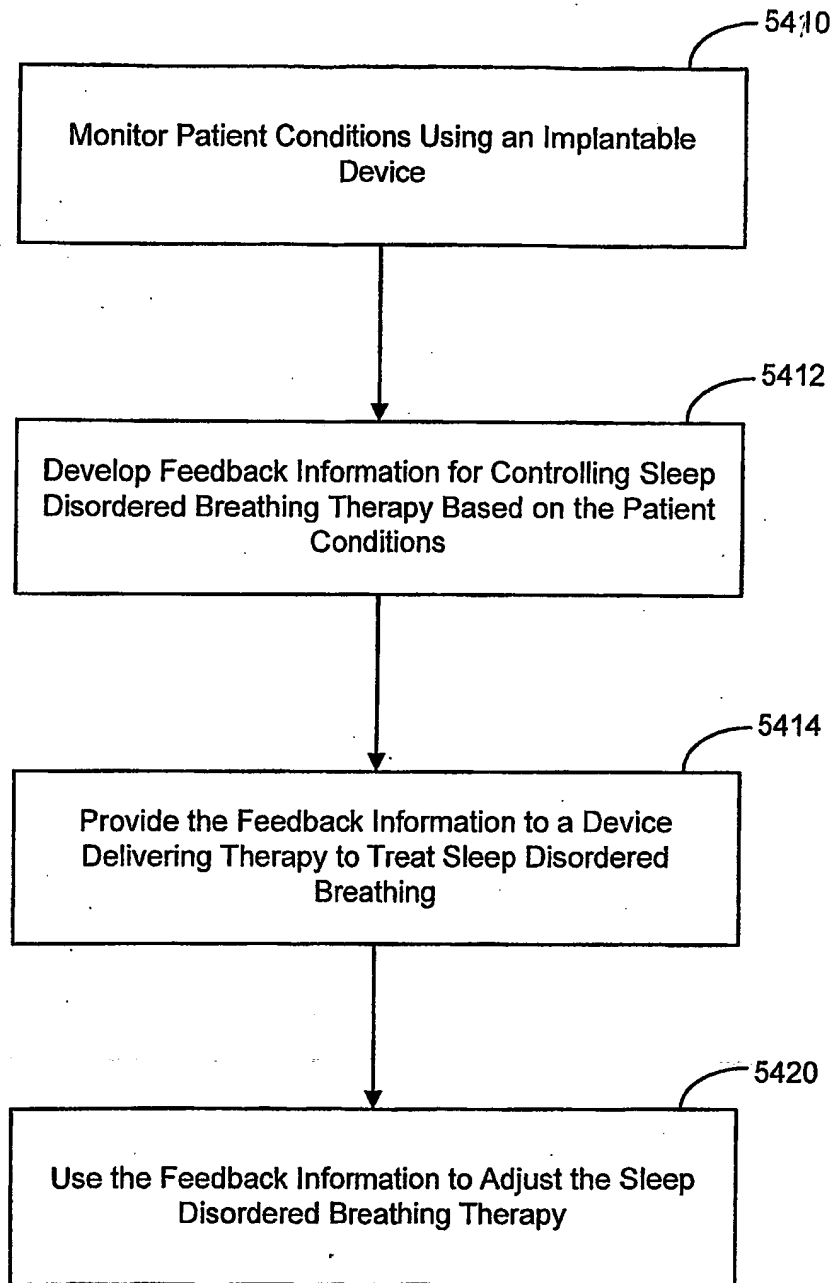 5410
Monitor Patient Conditions Using an Implantable
Device
5412
Develop Feedback Information for Controlling Sleep
Disordered Breathing Therapy Based on the Patient
Conditions
5414
Provide the Feedback Information to a Device
Delivering Therapy to Treat Sleep Disordered
Breathing
5420
Use the Feedback Information to Adjust the Sleep
Disordered Breathing Therapy